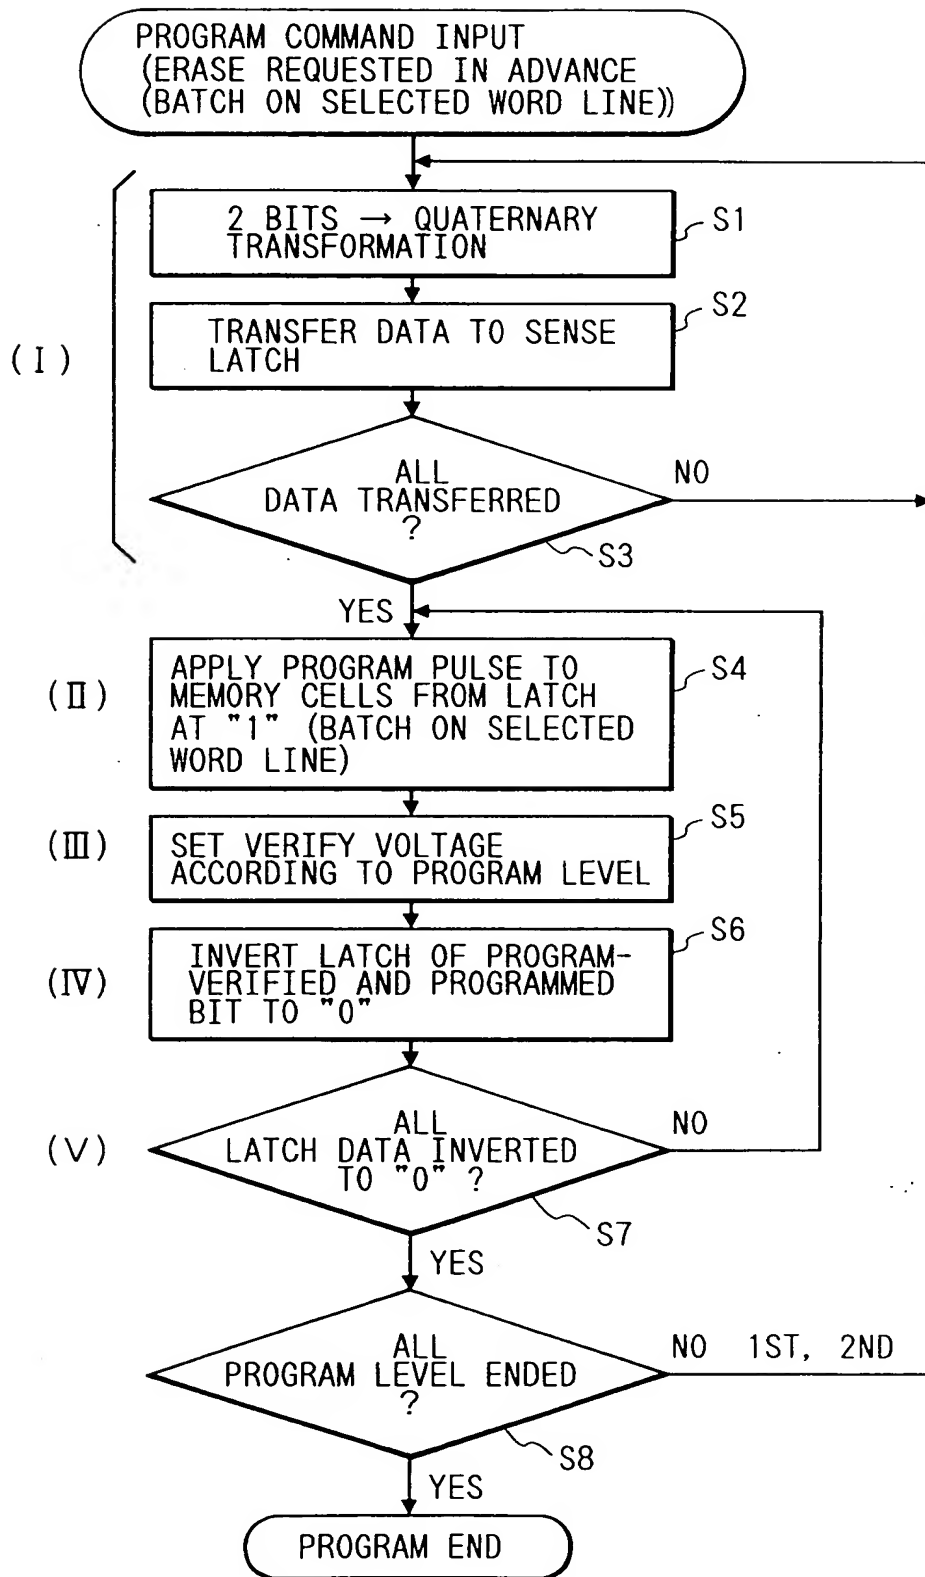 PROGRAM COMMAND INPUT
(ERASE REQUESTED IN ADVANCE
(BATCH ON SELECTED WORD LINE))
2 BITS → QUATERNARY
TRANSFORMATION
S1
TRANSFER DATA TO SENSE
LATCH
S2
(I)
ALL
DATA TRANSFERRED
?
NO
S3
YES
(II)
APPLY PROGRAM PULSE TO
MEMORY CELLS FROM LATCH
AT "1" (BATCH ON SELECTED
WORD LINE)
S4
(III)
SET VERIFY VOLTAGE
ACCORDING TO PROGRAM LEVEL
S5
(IV)
INVERT LATCH OF PROGRAM-
VERIFIED AND PROGRAMMED
BIT TO "0"
S6
(V)
ALL
LATCH DATA INVERTED
TO "0" ?
NO
S7
YES
ALL
PROGRAM LEVEL ENDED
?
NO 1ST, 2ND
S8
YES
PROGRAM END